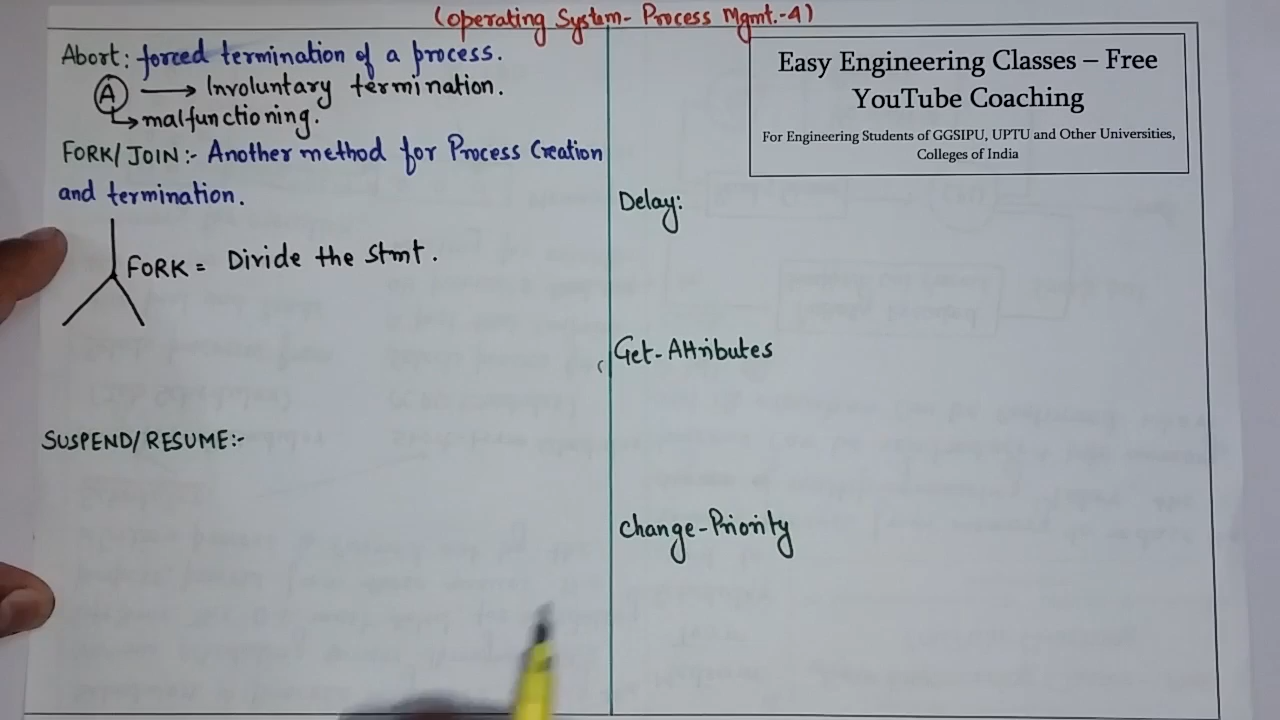 (operating System- Process Mgmt.-4)
Abort: forced termination of a process.
A → Involuntary termination.
↳ malfunctioning.
FORK/JOIN:- Another method for Process Creation
and termination.
FORK = Divide the stmt.
SUSPEND/RESUME:-
Easy Engineering Classes – Free
YouTube Coaching
For Engineering Students of GGSIPU, UPTU and Other Universities,
Colleges of India
Delay:
Get-Attributes
Change-Priority